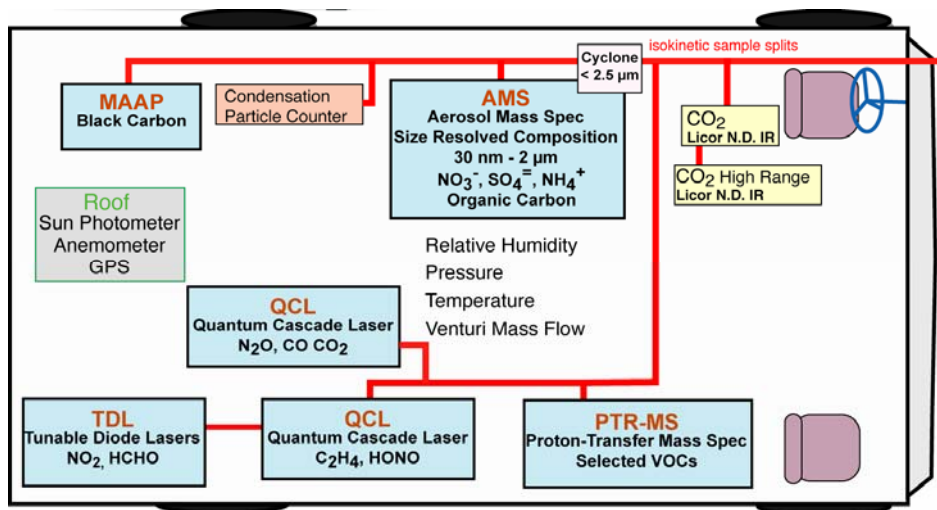 isokinetic sample splits
Cyclone
< 2.5 µm
MAAP
Black Carbon
Condensation
Particle Counter
AMS
Aerosol Mass Spec
Size Resolved Composition
30 nm - 2 µm
NO₃⁻, SO₄⁼, NH₄⁺
Organic Carbon
CO₂
Licor N.D. IR
CO₂ High Range
Licor N.D. IR
Roof
Sun Photometer
Anemometer
GPS
Relative Humidity
Pressure
Temperature
Venturi Mass Flow
QCL
Quantum Cascade Laser
N₂O, CO CO₂
TDL
Tunable Diode Lasers
NO₂, HCHO
QCL
Quantum Cascade Laser
C₂H₄, HONO
PTR-MS
Proton-Transfer Mass Spec
Selected VOCs